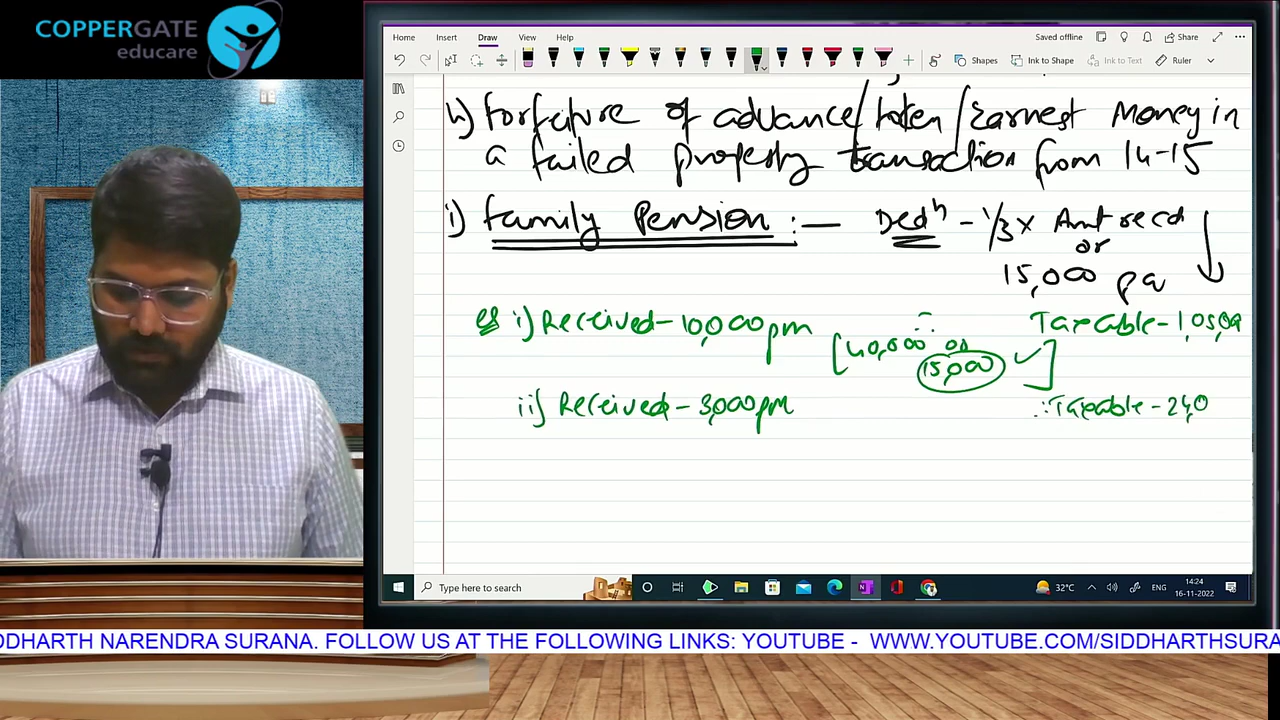 COPPERGATE
educare
Home Insert Draw View Help
Saved offline
Share
Shapes Ink to Shape Ink to Text Ruler
h) Forfeiture of advance/token/Earnest Money in
a failed property transaction from 14-15
i) Family Pension :— Dedⁿ - 1/3 x Amt recd
or
15,000 pa
eg i) Received - 10,000 pm ∴ Taxable - 1,05,00
[40,000 or
15,000 ✓]
ii) Received - 3,000 pm ∴ Taxable - 24,0
Type here to search
32°C ENG 14:24
16-11-2022
DDHARTH NARENDRA SURANA. FOLLOW US AT THE FOLLOWING LINKS: YOUTUBE - WWW.YOUTUBE.COM/SIDDHARTHSURA